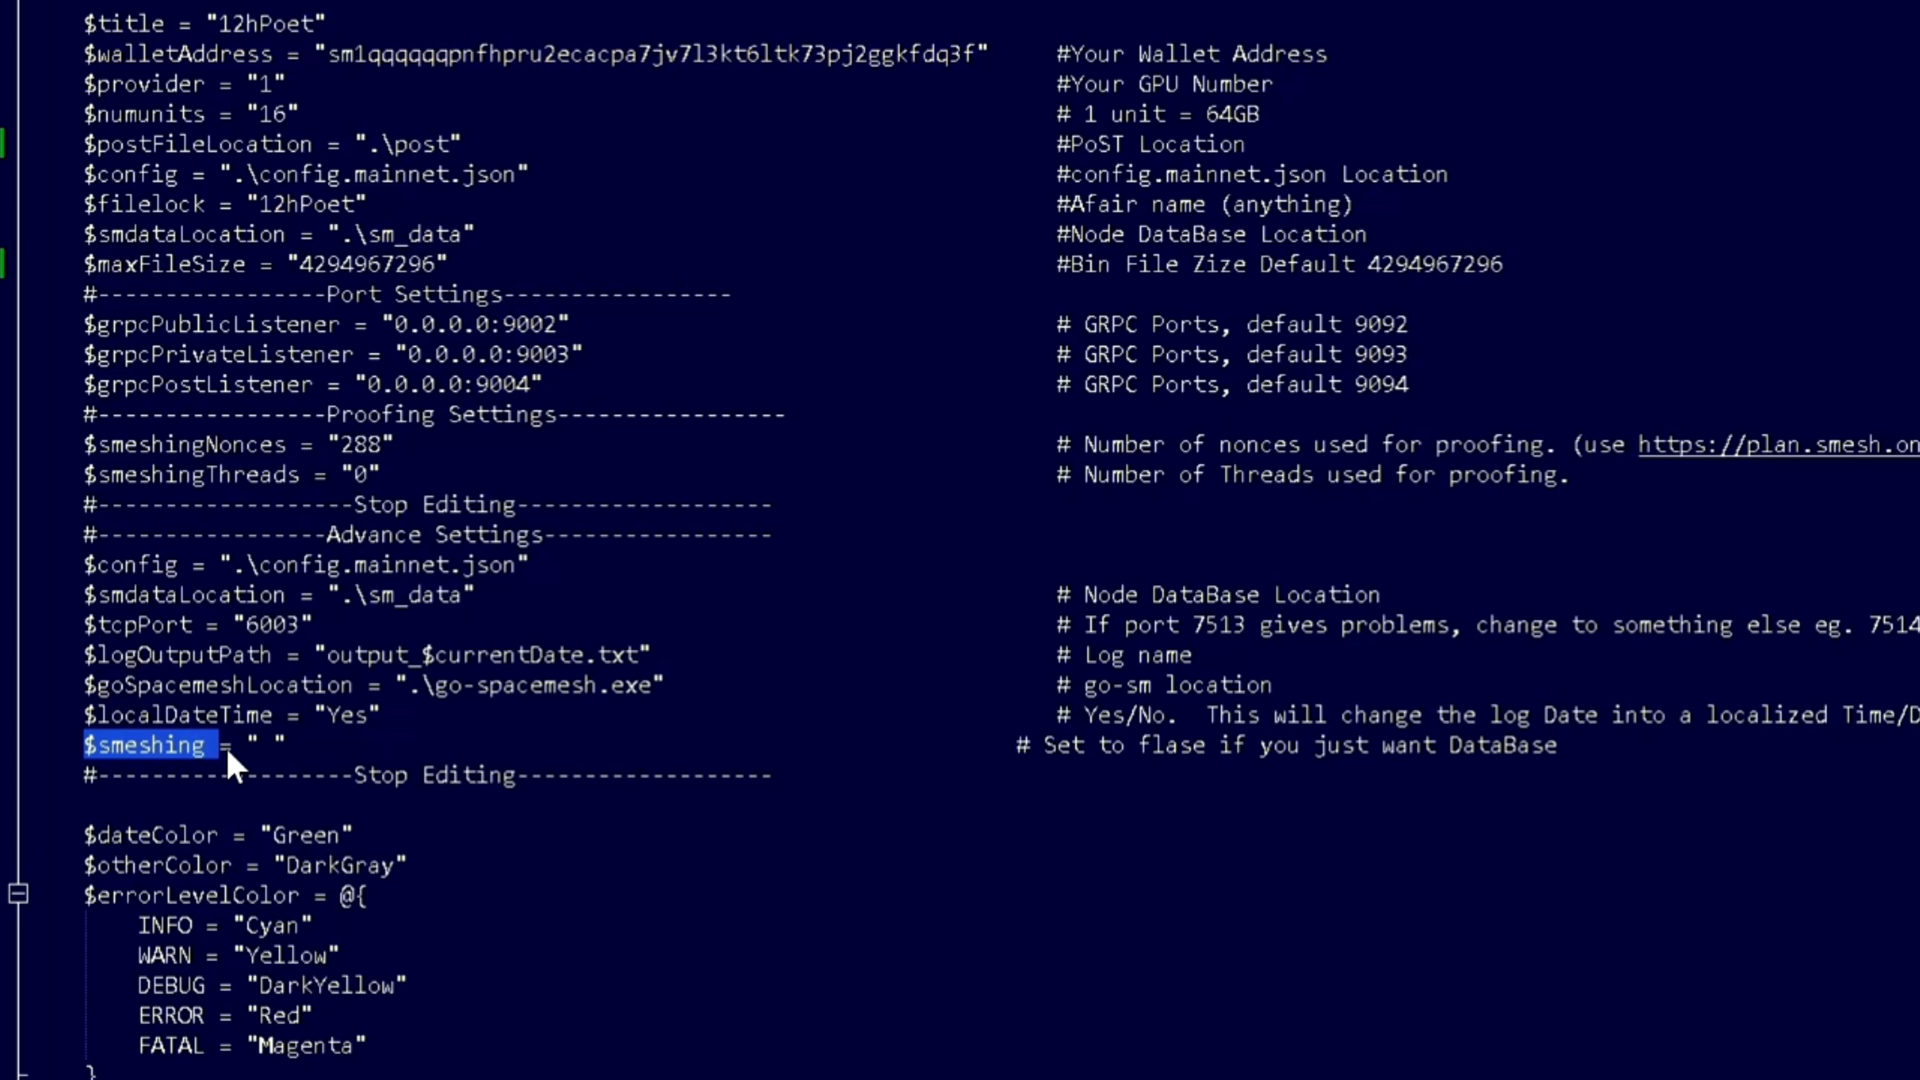 $title = "12hPoet"
$walletAddress = "sm1qqqqqqpnfhpru2ecacpa7jv7l3kt6ltk73pj2ggkfdq3f" #Your Wallet Address
$provider = "1" #Your GPU Number
$numunits = "16" # 1 unit = 64GB
$postFileLocation = ".\post" #PoST Location
$config = ".\config.mainnet.json" #config.mainnet.json Location
$filelock = "12hPoet" #Afair name (anything)
$smdataLocation = ".\sm_data" #Node DataBase Location
$maxFileSize = "4294967296" #Bin File Zize Default 4294967296
#-----------------Port Settings-----------------
$grpcPublicListener = "0.0.0.0:9002" # GRPC Ports, default 9092
$grpcPrivateListener = "0.0.0.0:9003" # GRPC Ports, default 9093
$grpcPostListener = "0.0.0.0:9004" # GRPC Ports, default 9094
#-----------------Proofing Settings-----------------
$smeshingNonces = "288" # Number of nonces used for proofing. (use https://plan.smesh.on
$smeshingThreads = "0" # Number of Threads used for proofing.
#-------------------Stop Editing-------------------
#-----------------Advance Settings-----------------
$config = ".\config.mainnet.json"
$smdataLocation = ".\sm_data" # Node DataBase Location
$tcpPort = "6003" # If port 7513 gives problems, change to something else eg. 7514
$logOutputPath = "output_$currentDate.txt" # Log name
$goSpacemeshLocation = ".\go-spacemesh.exe" # go-sm location
$localDateTime = "Yes" # Yes/No.  This will change the log Date into a localized Time/D
$smeshing = " " # Set to flase if you just want DataBase
#-------------------Stop Editing-------------------
$dateColor = "Green"
$otherColor = "DarkGray"
$errorLevelColor = @{
INFO = "Cyan"
WARN = "Yellow"
DEBUG = "DarkYellow"
ERROR = "Red"
FATAL = "Magenta"
}